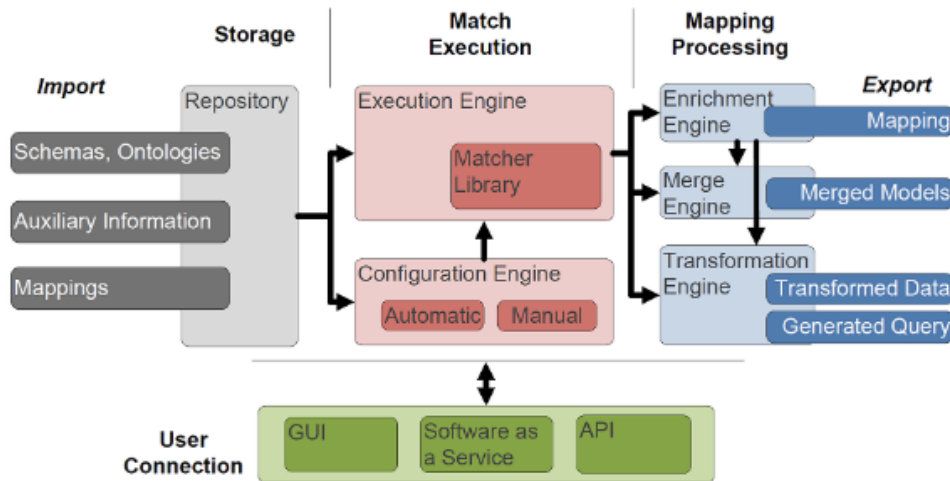 Storage
Match
Execution
Mapping
Processing
Import
Export
Repository
Schemas, Ontologies
Auxiliary Information
Mappings
Execution Engine
Matcher
Library
Configuration Engine
Automatic
Manual
Enrichment
Engine
Mapping
Merge
Engine
Merged Models
Transformation
Engine
Transformed Data
Generated Query
User
Connection
GUI
Software as
a Service
API